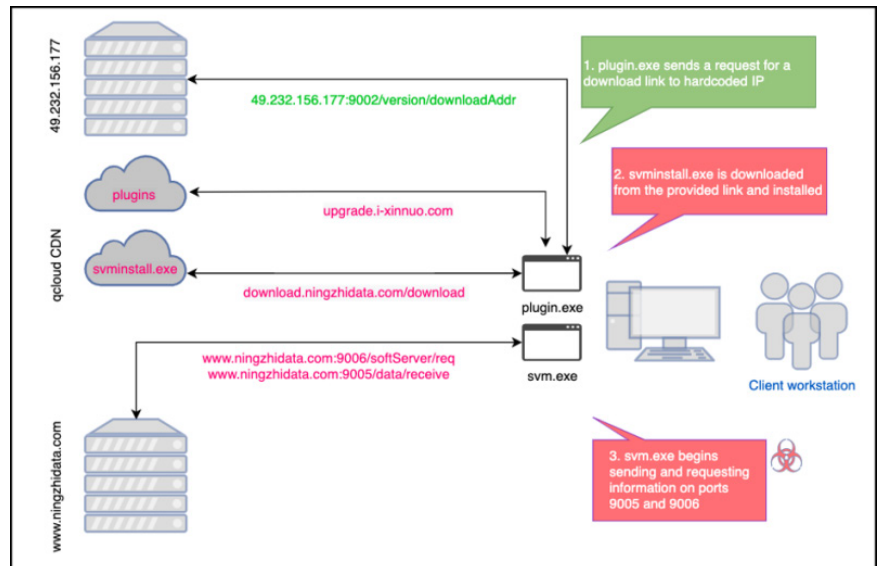 49.232.156.177
1. plugin.exe sends a request for a
download link to hardcoded IP
49.232.156.177:9002/version/downloadAddr
2. svminstall.exe is downloaded
from the provided link and installed
plugins
upgrade.i-xinnuo.com
qcloud CDN
svminstall.exe
download.ningzhidata.com/download
plugin.exe
www.ningzhidata.com:9006/softServer/req
www.ningzhidata.com:9005/data/receive
svm.exe
Client workstation
www.ningzhidata.com
3. svm.exe begins
sending and requesting
information on ports
9005 and 9006